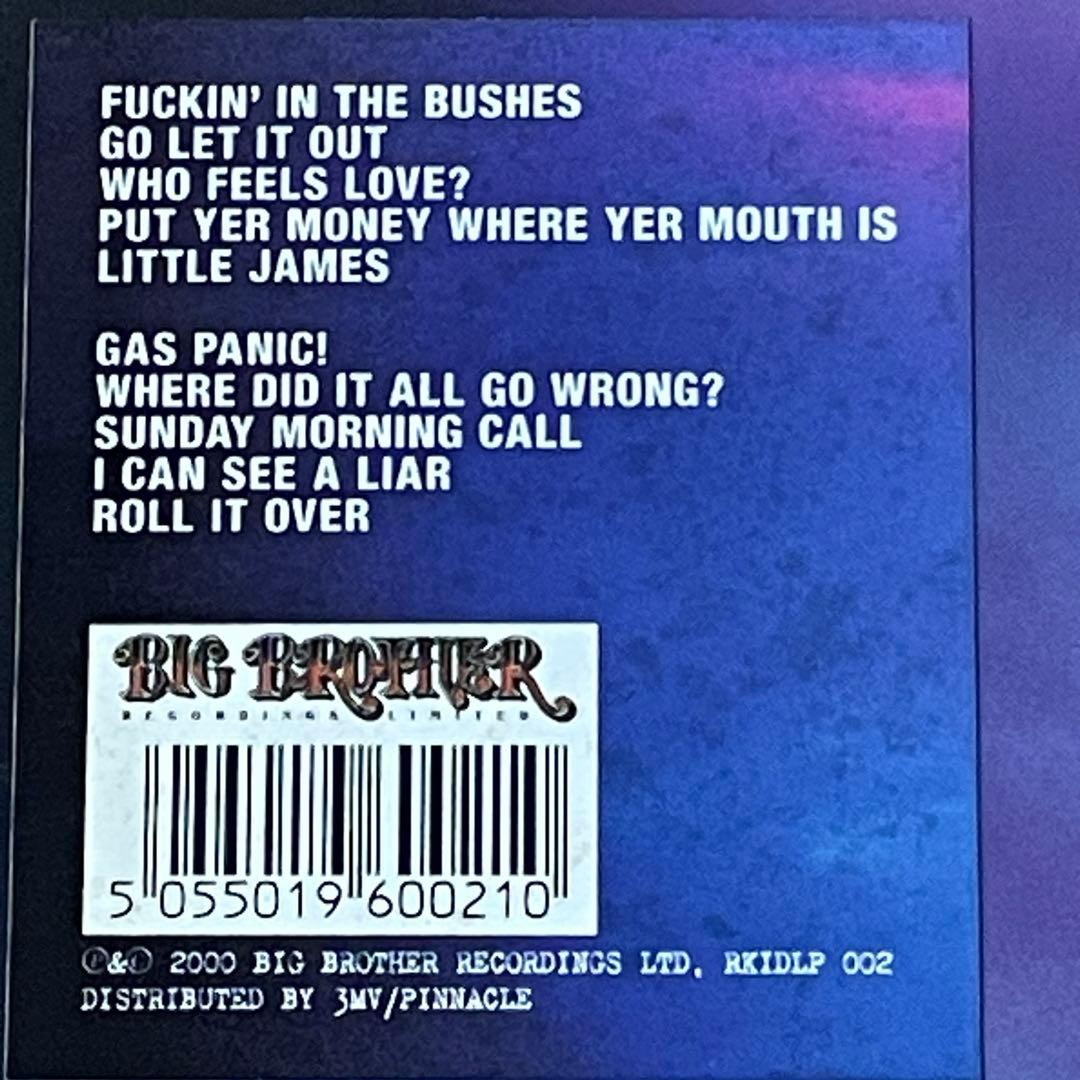 FUCKIN' IN THE BUSHES
GO LET IT OUT
WHO FEELS LOVE?
PUT YER MONEY WHERE YER MOUTH IS
LITTLE JAMES
GAS PANIC!
WHERE DID IT ALL GO WRONG?
SUNDAY MORNING CALL
I CAN SEE A LIAR
ROLL IT OVER
BIG BROTHER
RECORDINGS LIMITED
5 055019 600210
℗&© 2000 BIG BROTHER RECORDINGS LTD, RKIDLP 002
DISTRIBUTED BY 3MV/PINNACLE